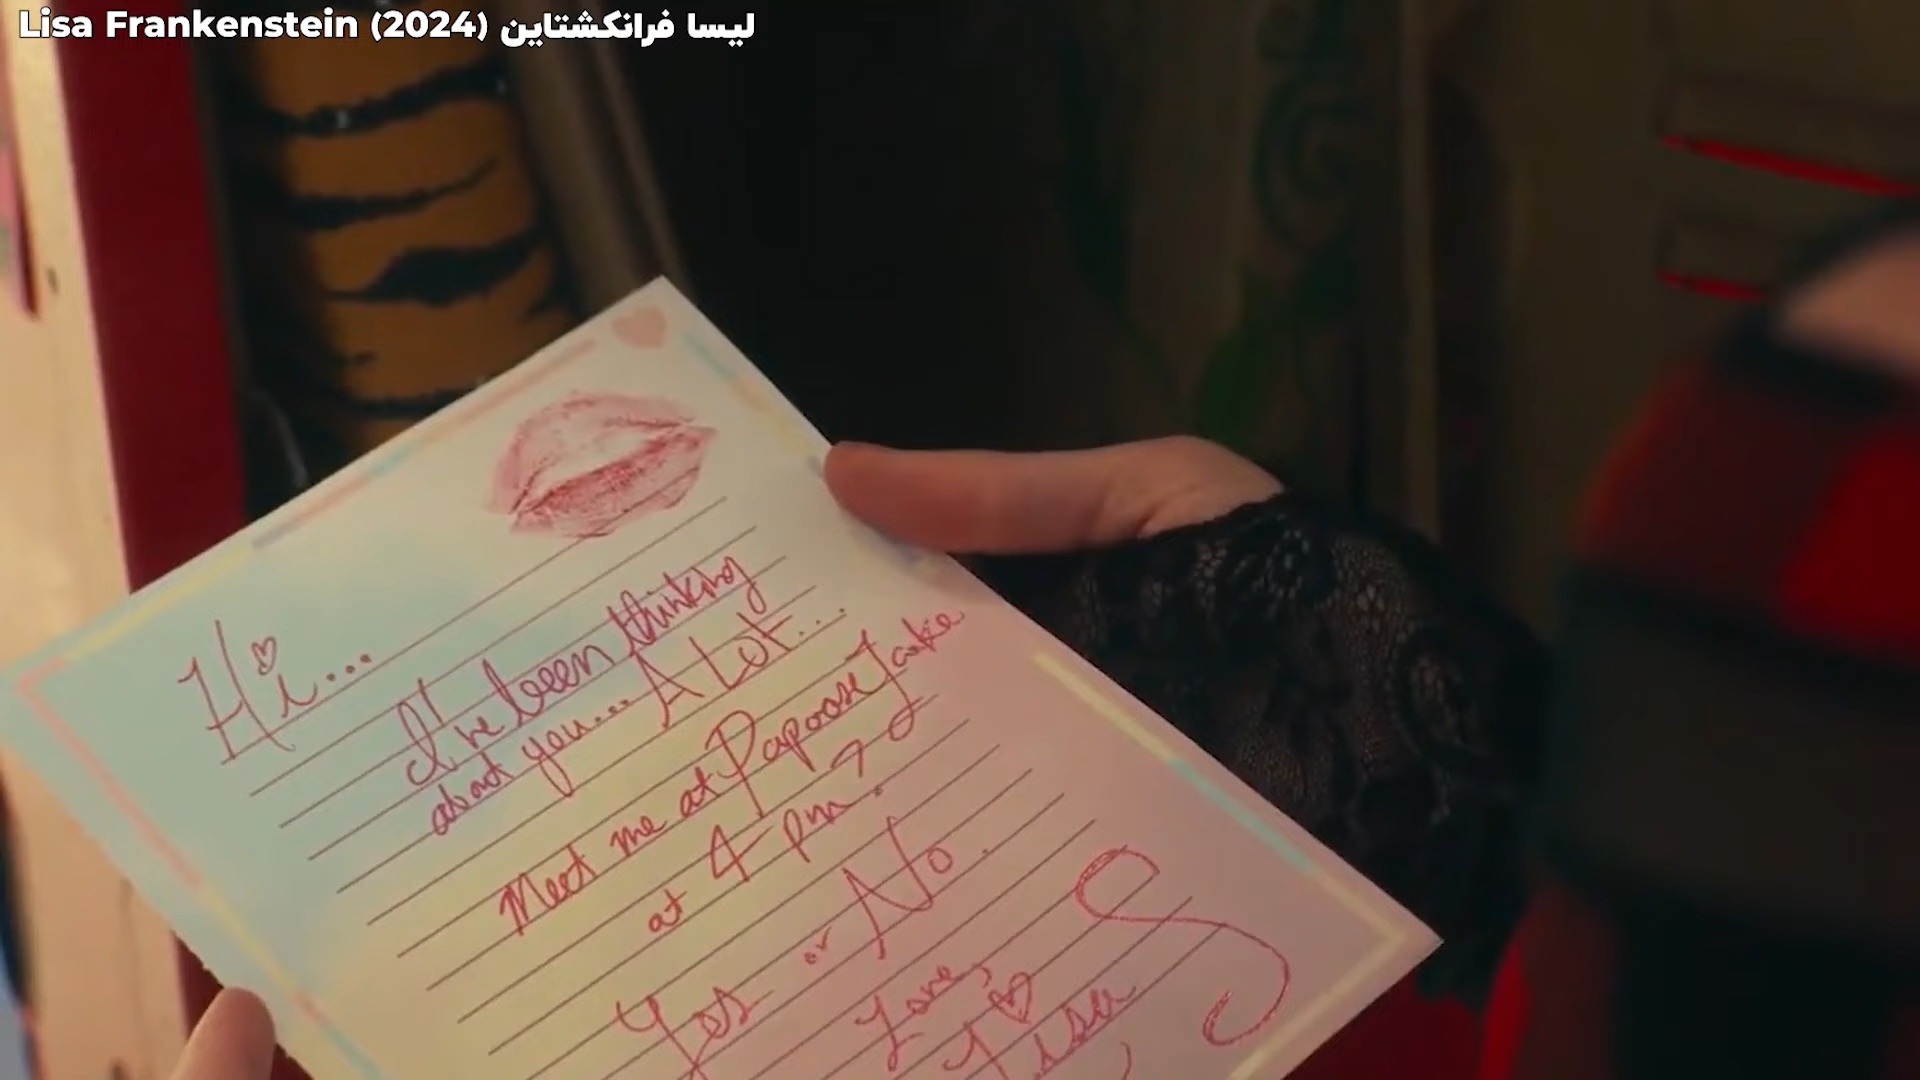 Lisa Frankenstein (2024) ليسا فرانكشتاين
Hi...
I've been thinking
about you... A Lot...
Meet me at Papoose Jake
at 4 pm?
Yes or No.
Love,
Lisa